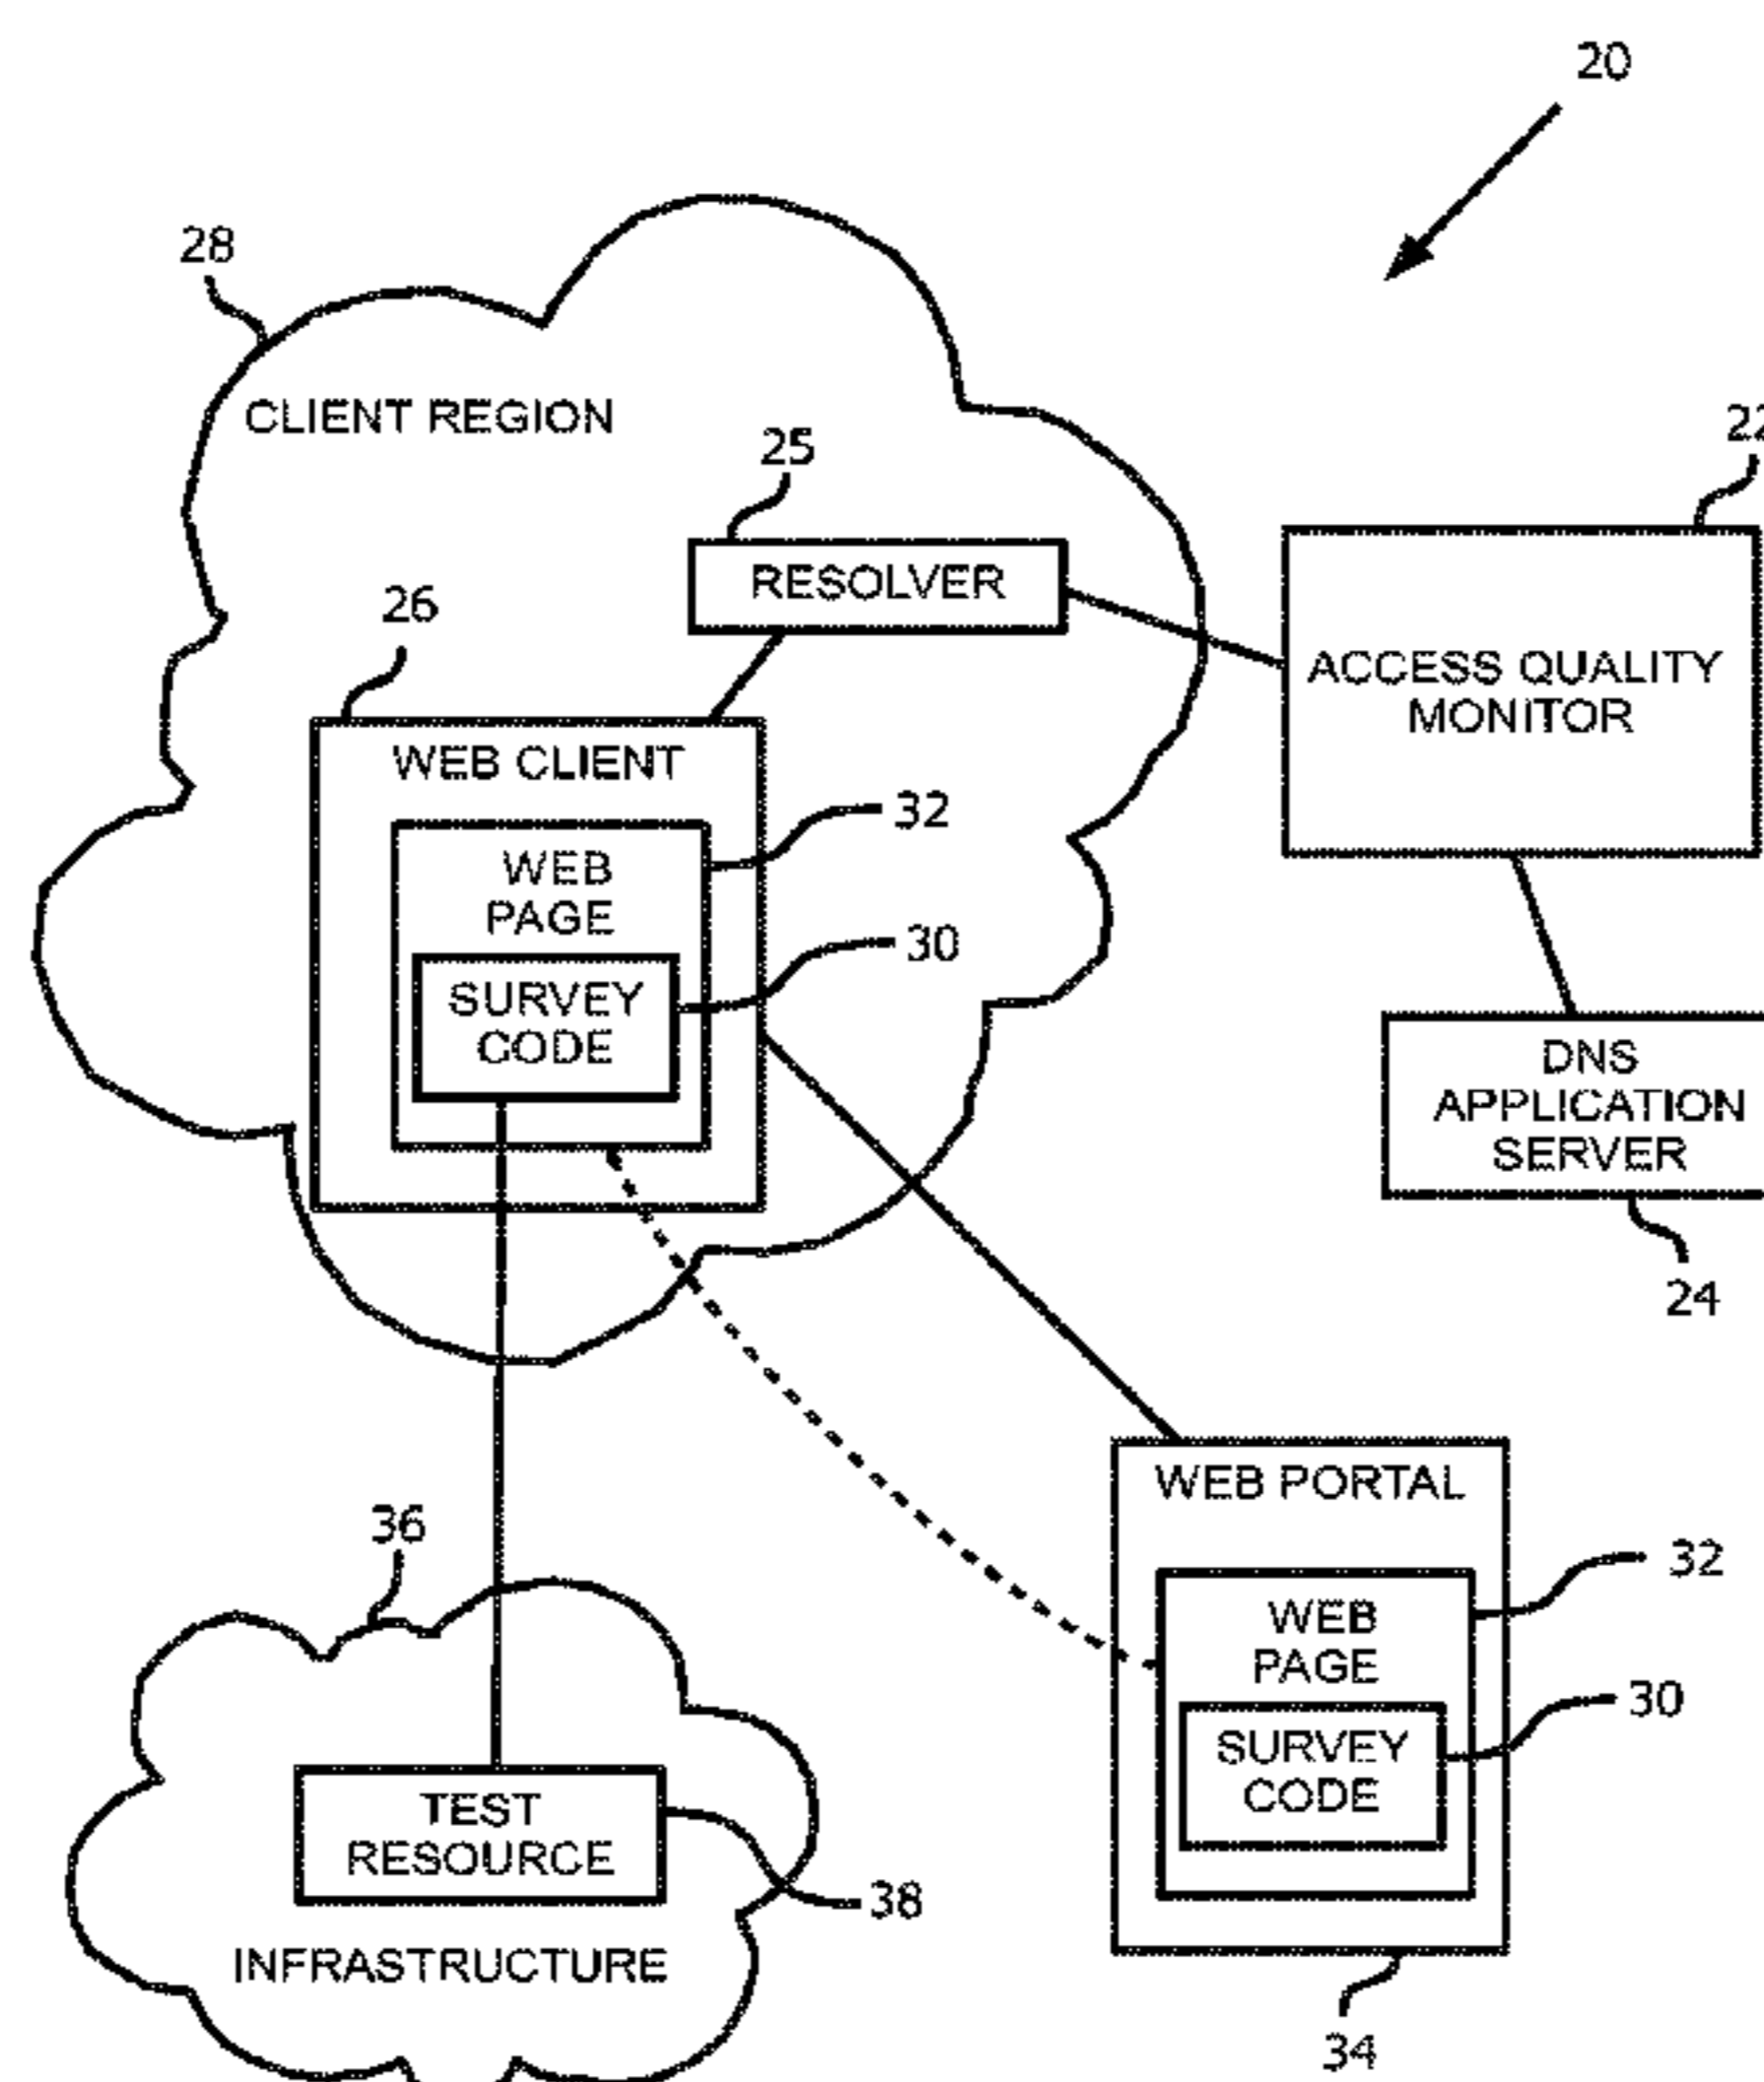 20
28
CLIENT REGION
22
25
RESOLVER
26
ACCESS QUALITY
MONITOR
WEB CLIENT
32
WEB
PAGE
30
SURVEY
CODE
DNS
APPLICATION
SERVER
24
WEB PORTAL
36
32
WEB
PAGE
30
SURVEY
CODE
TEST
RESOURCE
38
INFRASTRUCTURE
34